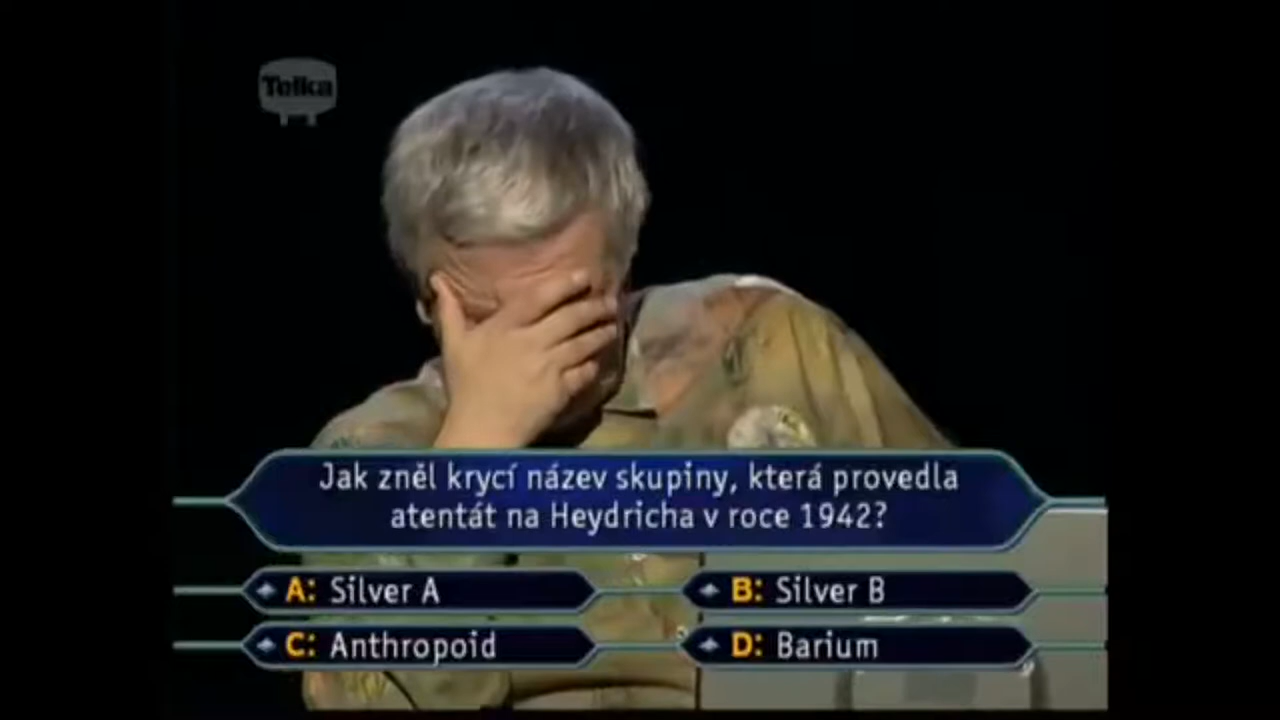 Telka
Jak zněl krycí název skupiny, která provedla
atentát na Heydricha v roce 1942?
A: Silver A
B: Silver B
C: Anthropoid
D: Barium